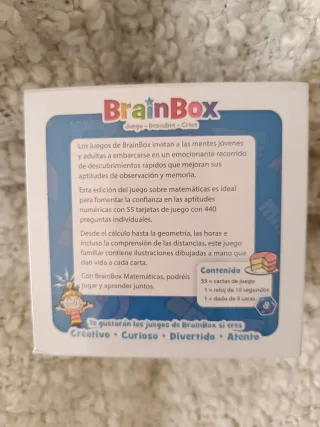 BrainBox
Juega - Descubre - Crece
Los juegos de BrainBox invitan a las mentes jóvenes
y adultas a embarcarse en un emocionante recorrido
de descubrimientos rápidos que mejoran sus
aptitudes de observación y memoria.
Esta edición del juego sobre matemáticas es ideal
para fomentar la confianza en las aptitudes
numéricas con 55 tarjetas de juego con 440
preguntas individuales.
Desde el cálculo hasta la geometría, las horas e
incluso la comprensión de las distancias, este juego
familiar contiene ilustraciones dibujadas a mano que
dan vida a cada carta.
Con BrainBox Matemáticas, podréis
jugar y aprender juntos.
Contenido
55 x cartas de juego
1 x reloj de 10 segundos
1 x dado de 8 caras
8
Te gustarán los juegos de BrainBox si eres
Creativo · Curioso · Divertido · Atento